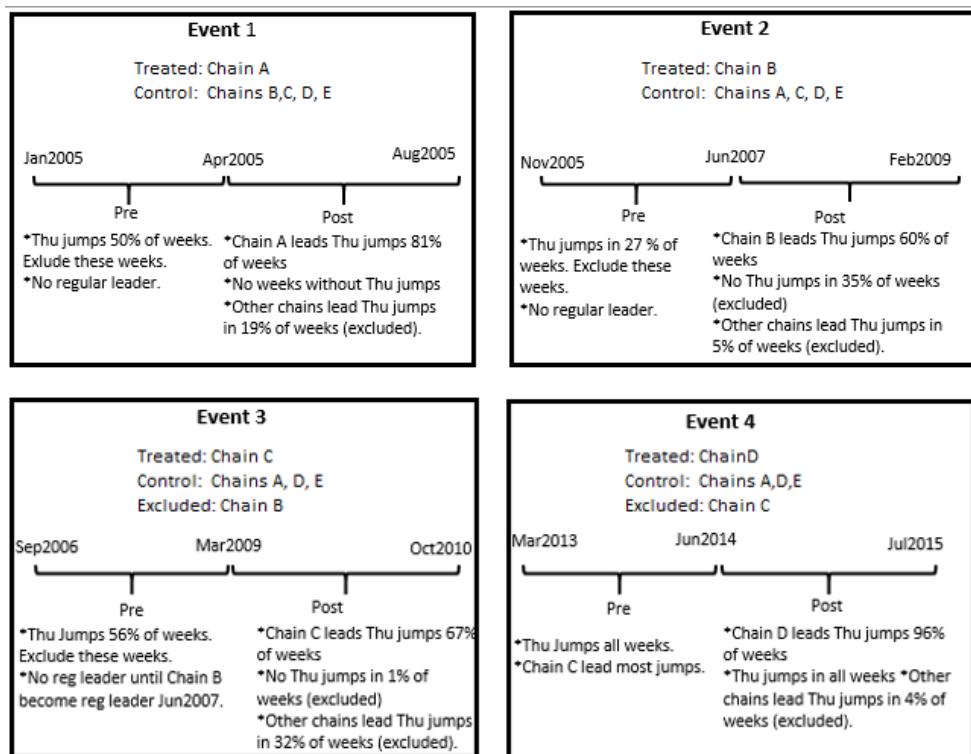 Event 1
Treated: Chain A
Control: Chains B,C, D, E
Jan2005
Apr2005
Aug2005
Pre
Post
*Thu jumps 50% of weeks.
Exlude these weeks.
*No regular leader.
*Chain A leads Thu jumps 81%
of weeks
*No weeks without Thu jumps
*Other chains lead Thu jumps
in 19% of weeks (excluded).
Event 2
Treated: Chain B
Control: Chains A, C, D, E
Nov2005
Jun2007
Feb2009
Pre
Post
*Thu jumps in 27 % of
weeks. Exclude these
weeks.
*No regular leader.
*Chain B leads Thu jumps 60% of
weeks
*No Thu jumps in 35% of weeks
(excluded)
*Other chains lead Thu jumps in
5% of weeks (excluded).
Event 3
Treated: Chain C
Control: Chains A, D, E
Excluded: Chain B
Sep2006
Mar2009
Oct2010
Pre
Post
*Thu Jumps 56% of weeks.
Exclude these weeks.
*No reg leader until Chain B
become reg leader Jun2007.
*Chain C leads Thu jumps 67%
of weeks
*No Thu jumps in 1% of
weeks (excluded)
*Other chains lead Thu jumps
in 32% of weeks (excluded).
Event 4
Treated: ChainD
Control: Chains A,D,E
Excluded: Chain C
Mar2013
Jun2014
Jul2015
Pre
Post
*Thu Jumps all weeks.
*Chain C lead most jumps.
*Chain D leads Thu jumps 96%
of weeks
*Thu jumps in all weeks *Other
chains lead Thu jumps in 4% of
weeks (excluded).